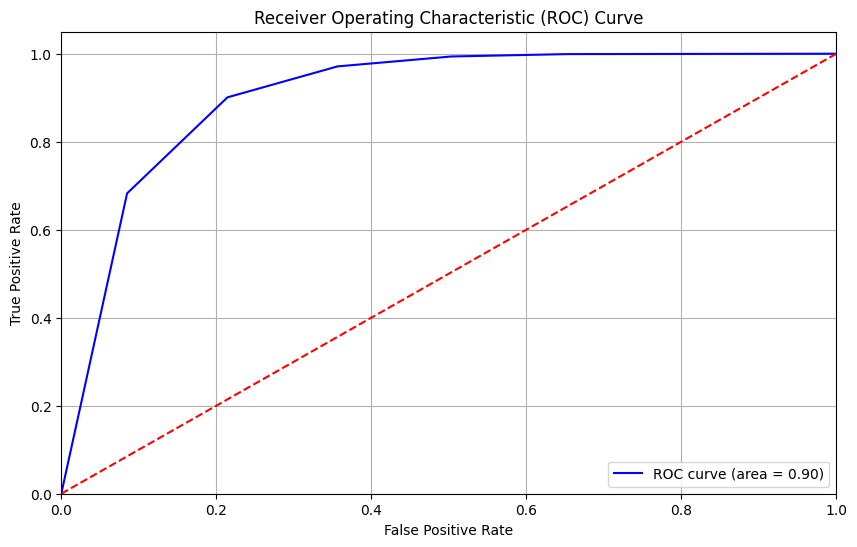 Receiver Operating Characteristic (ROC) Curve
True Positive Rate
1.0
0.8
0.6
0.4
0.2
0.0
ROC curve (area = 0.90)
0.0 0.2 0.4 0.6 0.8 1.0
False Positive Rate